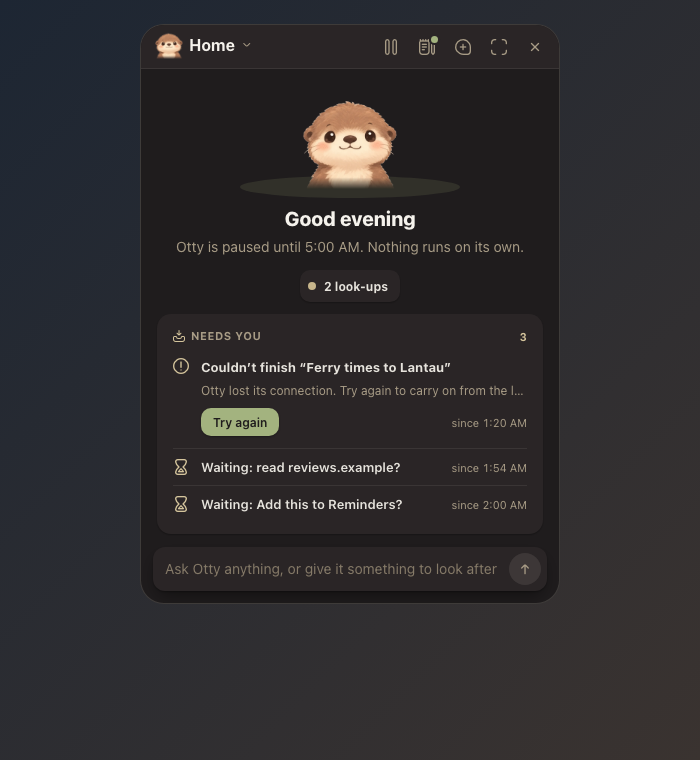 Home
Good evening
Otty is paused until 5:00 AM. Nothing runs on its own.
2 look-ups
NEEDS YOU 3
Couldn’t finish “Ferry times to Lantau”
Otty lost its connection. Try again to carry on from the l…
Try again since 1:20 AM
Waiting: read reviews.example? since 1:54 AM
Waiting: Add this to Reminders? since 2:00 AM
Ask Otty anything, or give it something to look after